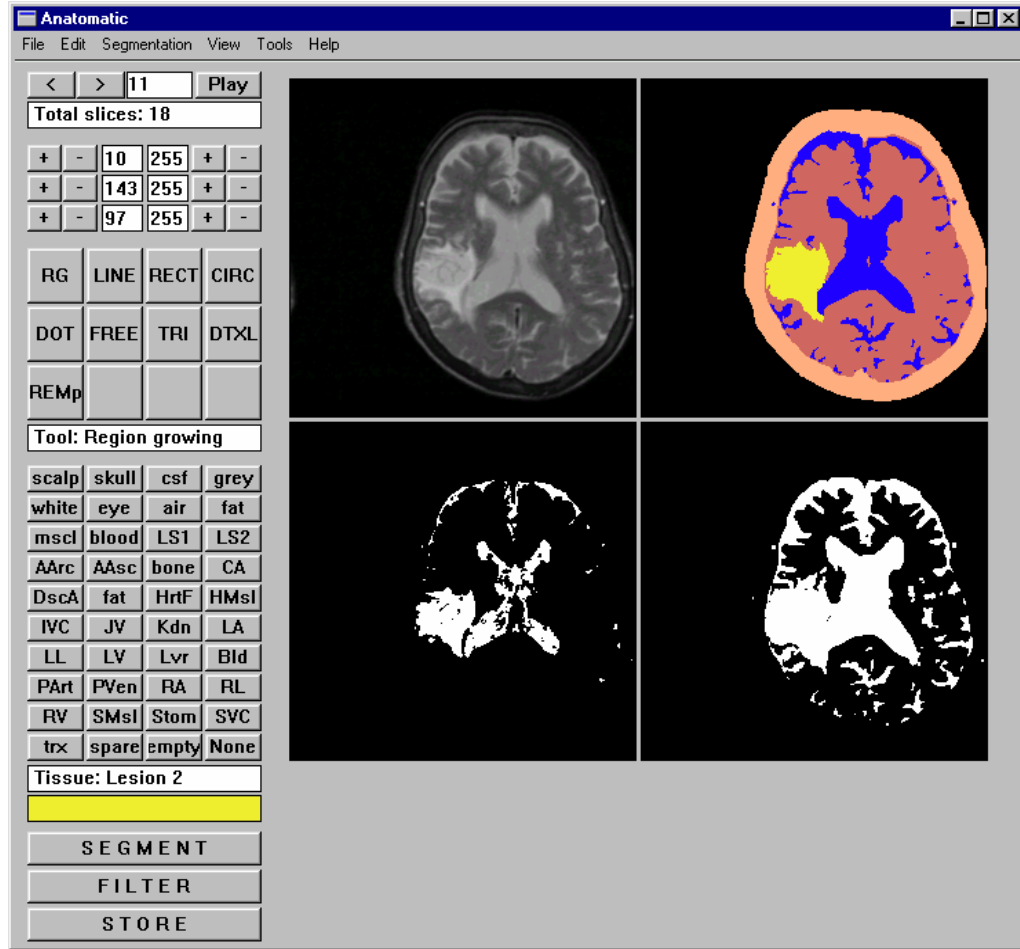 Anatomatic
File Edit Segmentation View Tools Help
< > 11 Play
Total slices: 18
+ - 10 255 + -
+ - 143 255 + -
+ - 97 255 + -
RG LINE RECT CIRC
DOT FREE TRI DTXL
REMp
Tool: Region growing
scalp skull csf grey
white eye air fat
mscl blood LS1 LS2
AArc AAsc bone CA
DscA fat HrtF HMsl
IVC JV Kdn LA
LL LV Lvr Bld
PArt PVen RA RL
RV SMsl Stom SVC
trx spare empty None
Tissue: Lesion 2
SEGMENT
FILTER
STORE